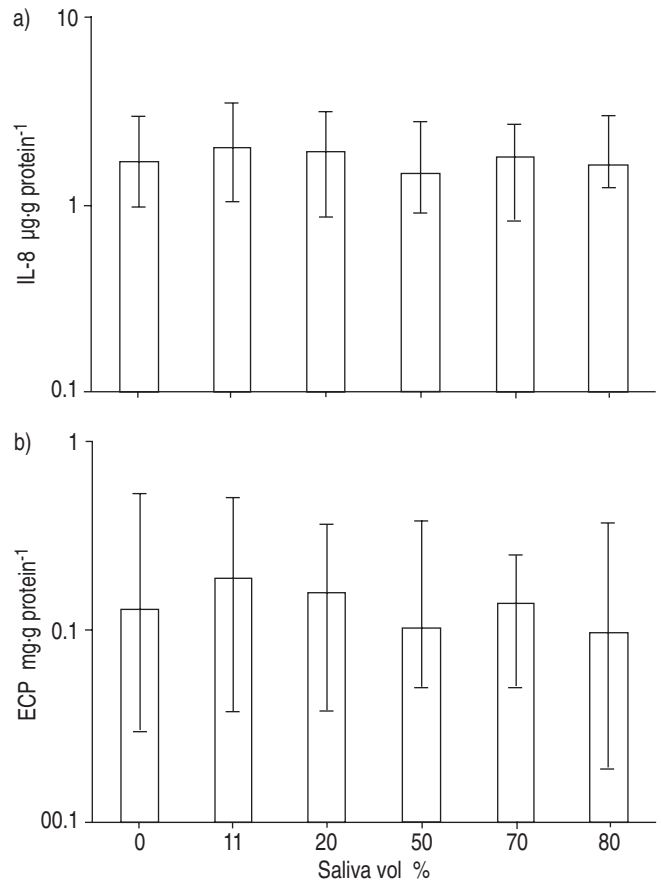 a)
10
1
0.1
IL-8 µg·g protein-1
b)
1
0.1
00.1
ECP mg·g protein-1
0 11 20 50 70 80
Saliva vol %